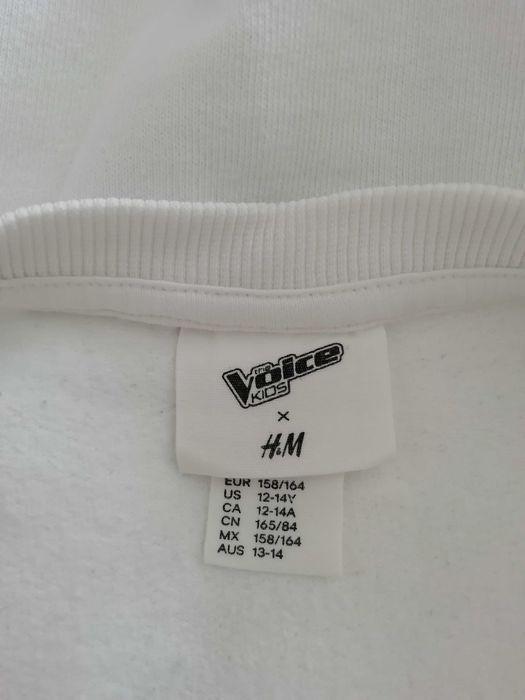 the
Voice
KIDS
×
H&M
EUR 158/164
US 12-14Y
CA 12-14A
CN 165/84
MX 158/164
AUS 13-14